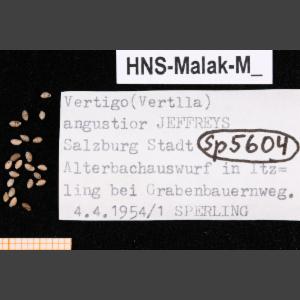 HNS-Malak-M_
Vertigo(Vertlla)
angustior JEFFREYS
Salzburg Stadt Sp5604
Alterbachauswurf in Itz=
ling bei Grabenbauernweg.
4.4.1954/1 SPERLING